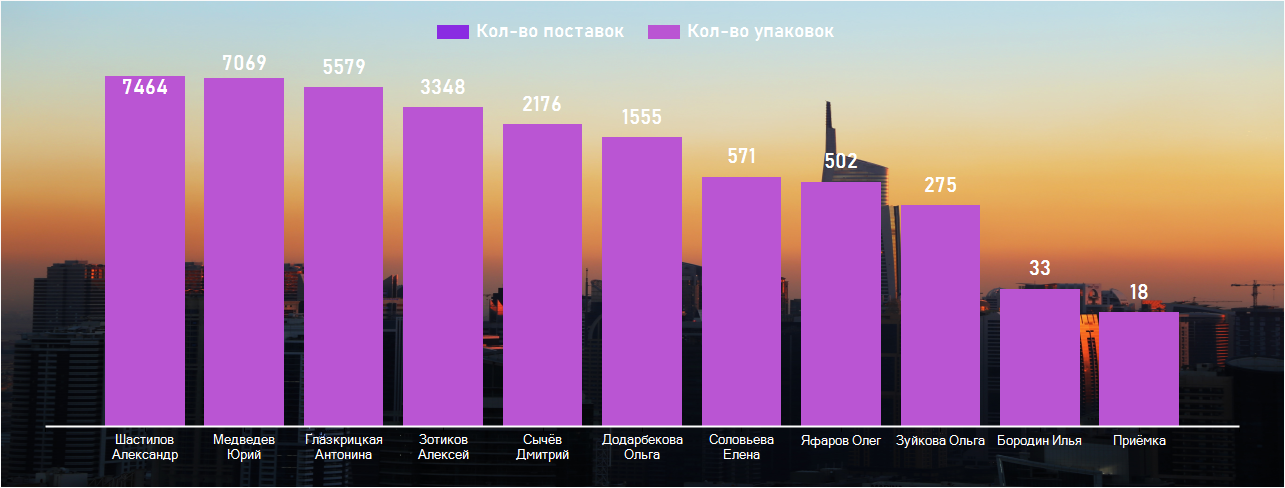 Кол-во поставок Кол-во упаковок
7464 7069 5579 3348 2176 1555 571 502 275 33 18
Шастилов Медведев Глазкрицкая Зотиков Сычёв Додарбекова Соловьева Яфаров Олег Зуйкова Ольга Бородин Илья Приёмка
Александр Юрий Антонина Алексей Дмитрий Ольга Елена